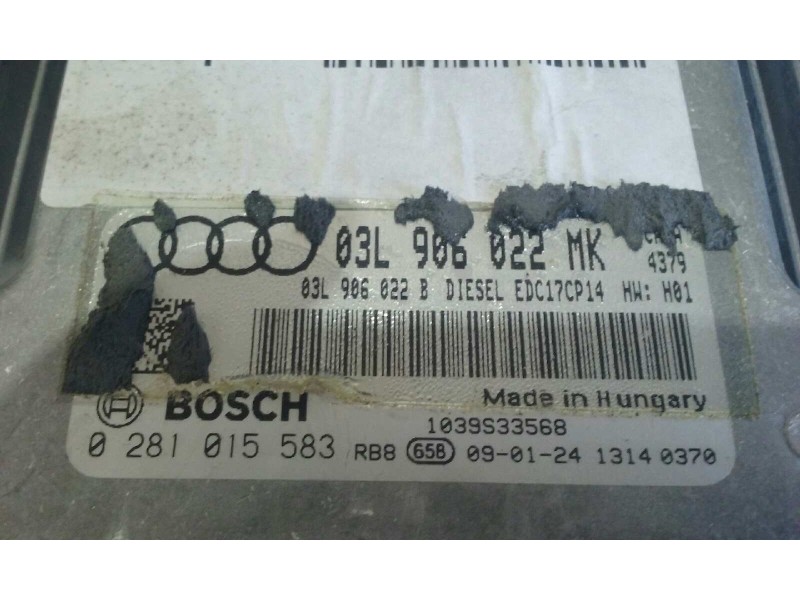 03L 906 022 MK
4379
03L 906 022 B DIESEL EDC17CP14 HW: H01
Made in Hungary
BOSCH
1039S33568
0 281 015 583 RB8 658 09-01-24 1314 0370